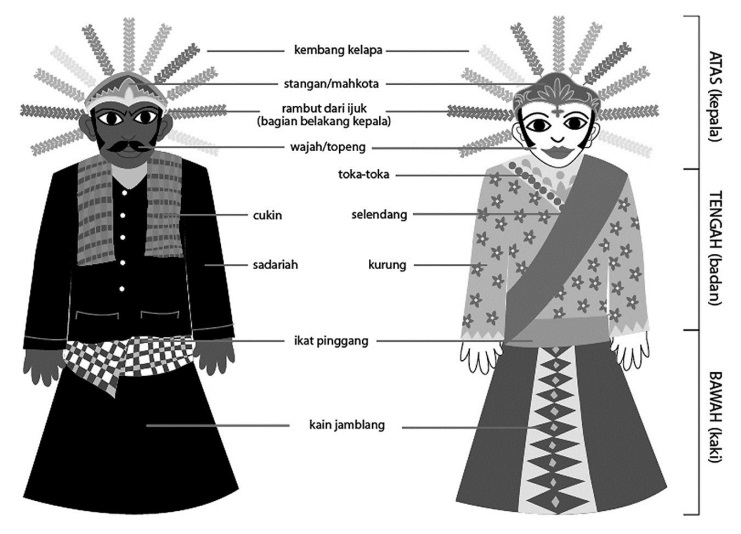 kembang kelapa
stangan/mahkota
rambut dari ijuk
(bagian belakang kepala)
wajah/topeng
toka-toka
cukin
selendang
sadariah
kurung
ikat pinggang
kain jamblang
ATAS (kepala)
TENGAH (badan)
BAWAH (kaki)